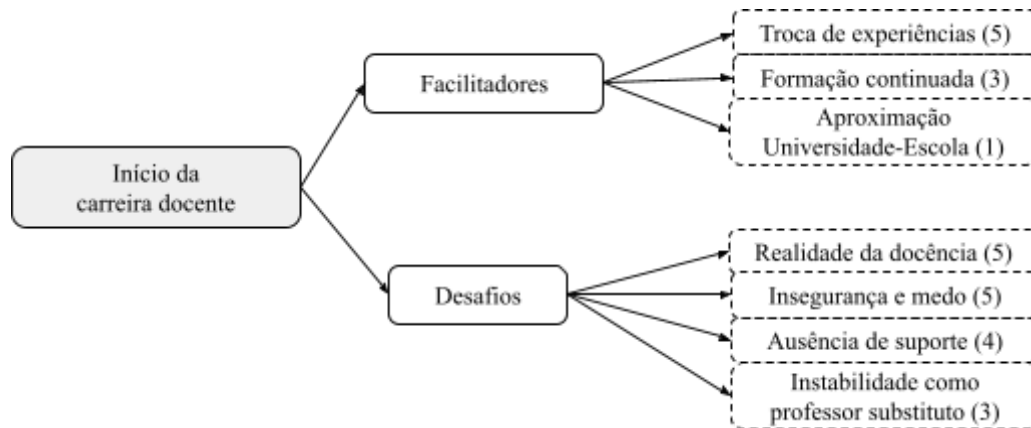 Início da
carreira docente
Facilitadores
Troca de experiências (5)
Formação continuada (3)
Aproximação
Universidade-Escola (1)
Desafios
Realidade da docência (5)
Insegurança e medo (5)
Ausência de suporte (4)
Instabilidade como
professor substituto (3)